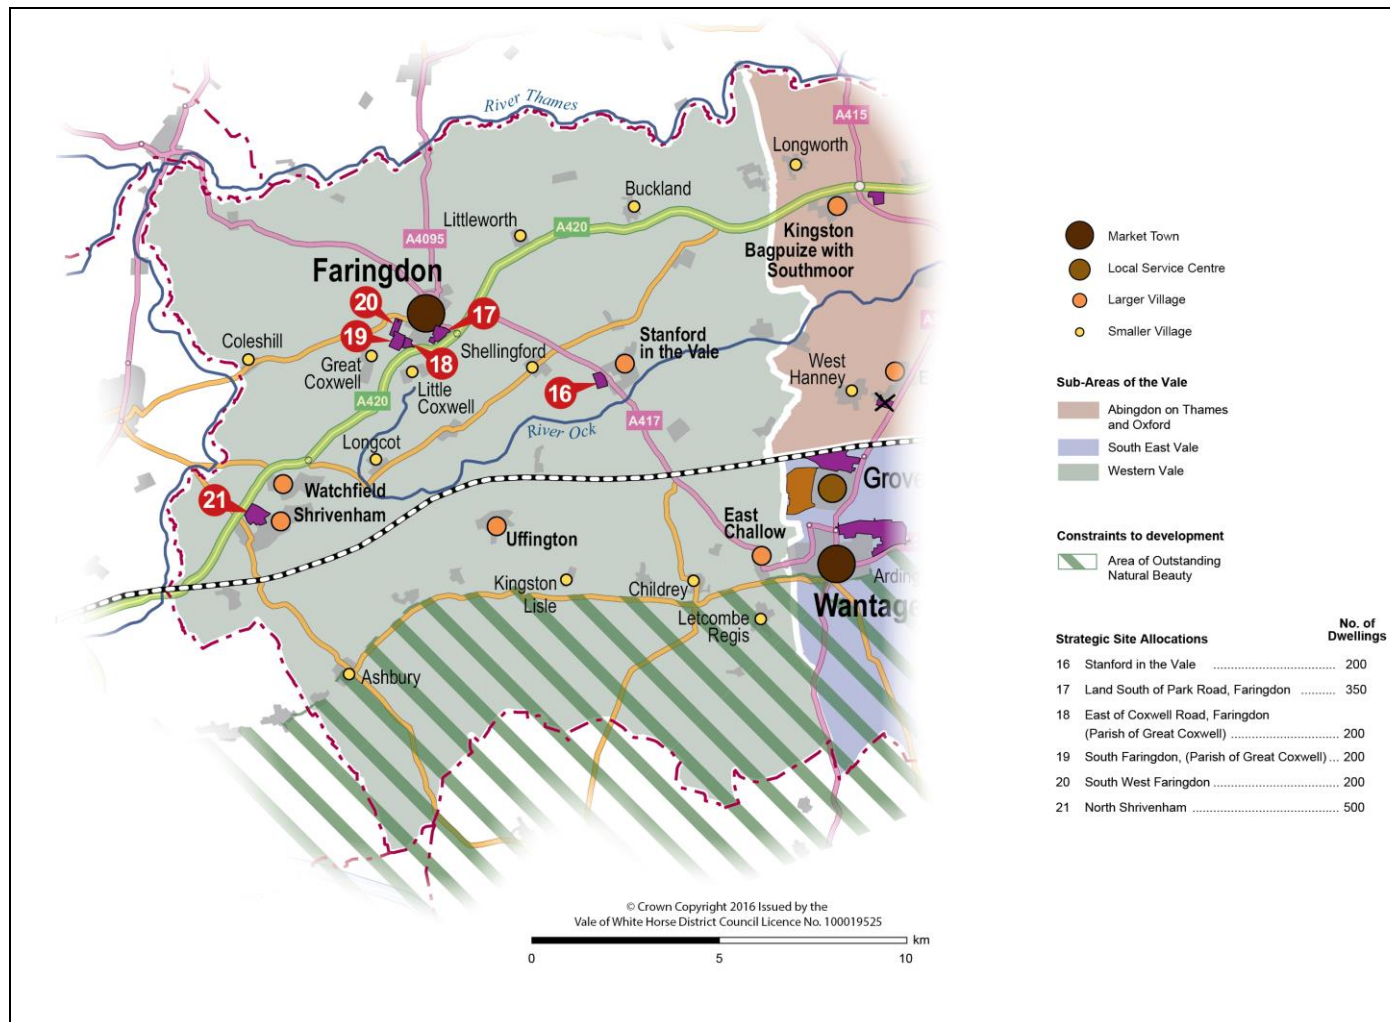 River Thames
A415
Longworth
Buckland
Littleworth
A420
A4095
Kingston
Bagpuize with
Southmoor
Faringdon
20
17
19
18
Coleshill
Great
Coxwell
Little
Coxwell
Shellingford
Stanford
in the Vale
16
West
Hanney
A420
A417
River Ock
Longcot
Watchfield
Shrivenham
21
Grove
Uffington
East
Challow
Kingston
Lisle
Childrey
Letcombe
Regis
Wantage
Ashbury
Market Town
Local Service Centre
Larger Village
Smaller Village
Sub-Areas of the Vale
Abingdon on Thames
and Oxford
South East Vale
Western Vale
Constraints to development
Area of Outstanding
Natural Beauty
Strategic Site Allocations No. of
Dwellings
16 Stanford in the Vale ..................................... 200
17 Land South of Park Road, Faringdon .......... 350
18 East of Coxwell Road, Faringdon
(Parish of Great Coxwell) ................................ 200
19 South Faringdon, (Parish of Great Coxwell) ... 200
20 South West Faringdon ...................................... 200
21 North Shrivenham ............................................ 500
© Crown Copyright 2016 Issued by the
Vale of White Horse District Council Licence No. 100019525
km
0 5 10